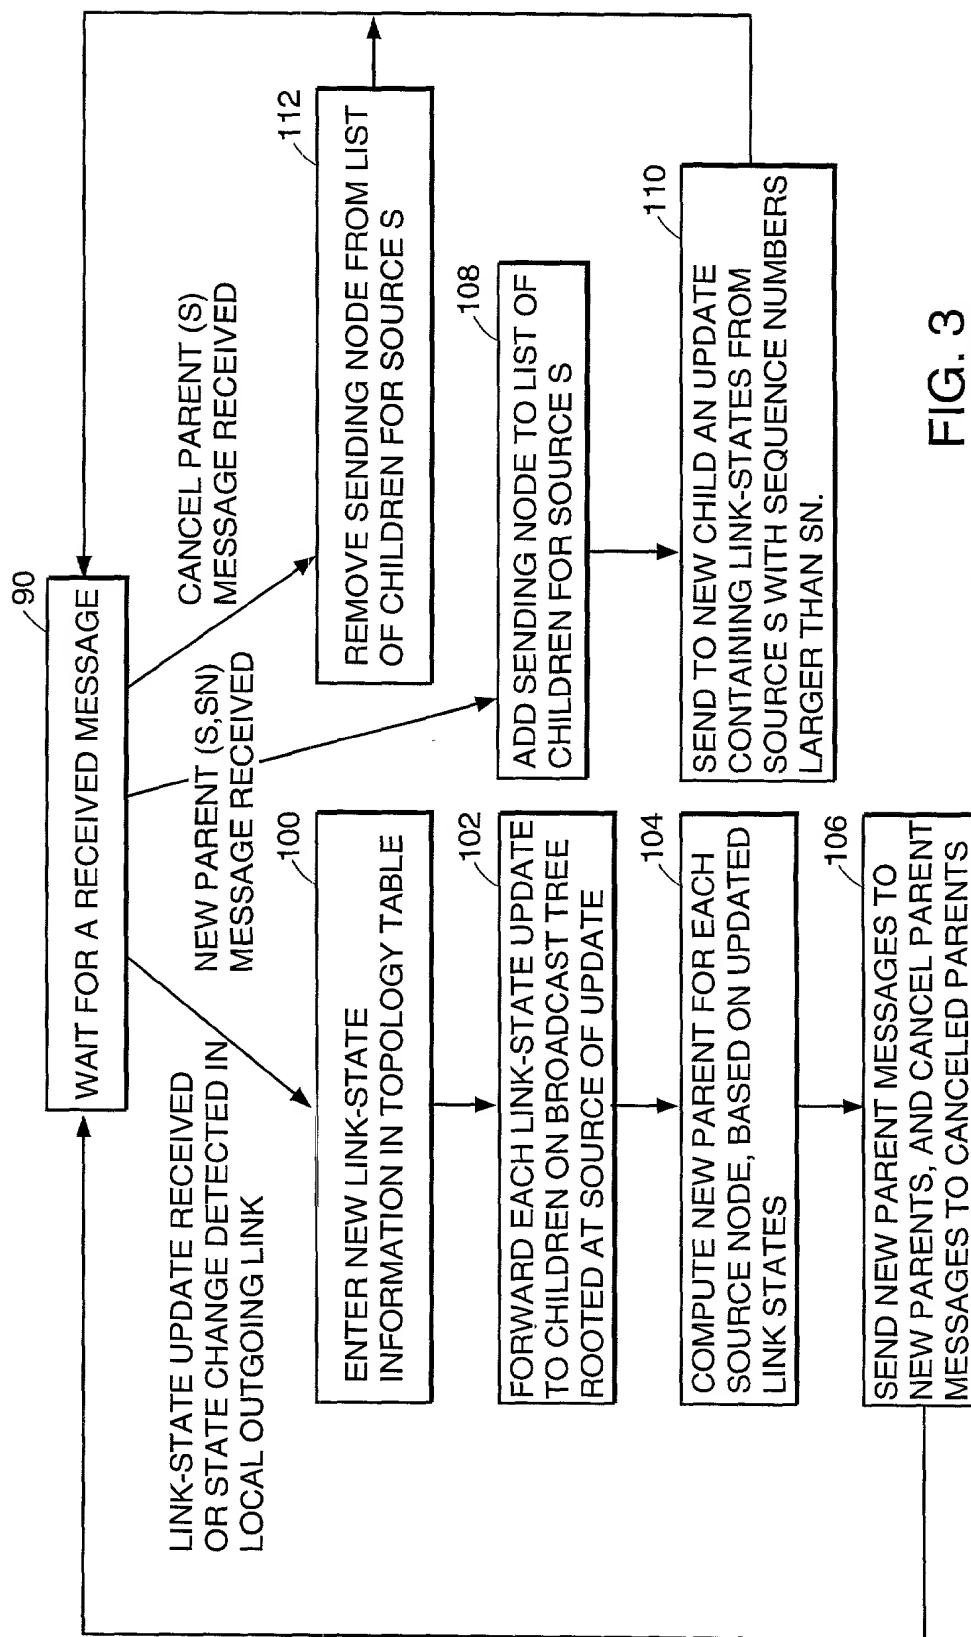 90
WAIT FOR A RECEIVED MESSAGE
LINK-STATE UPDATE RECEIVED
OR STATE CHANGE DETECTED IN
LOCAL OUTGOING LINK
NEW PARENT (S,SN)
MESSAGE RECEIVED
CANCEL PARENT (S)
MESSAGE RECEIVED
100
ENTER NEW LINK-STATE
INFORMATION IN TOPOLOGY TABLE
102
FORWARD EACH LINK-STATE UPDATE
TO CHILDREN ON BROADCAST TREE
ROOTED AT SOURCE OF UPDATE
104
COMPUTE NEW PARENT FOR EACH
SOURCE NODE, BASED ON UPDATED
LINK STATES
106
SEND NEW PARENT MESSAGES TO
NEW PARENTS, AND CANCEL PARENT
MESSAGES TO CANCELED PARENTS
108
ADD SENDING NODE TO LIST OF
CHILDREN FOR SOURCE S
110
SEND TO NEW CHILD AN UPDATE
CONTAINING LINK-STATES FROM
SOURCE S WITH SEQUENCE NUMBERS
LARGER THAN SN.
112
REMOVE SENDING NODE FROM LIST
OF CHILDREN FOR SOURCE S
FIG. 3